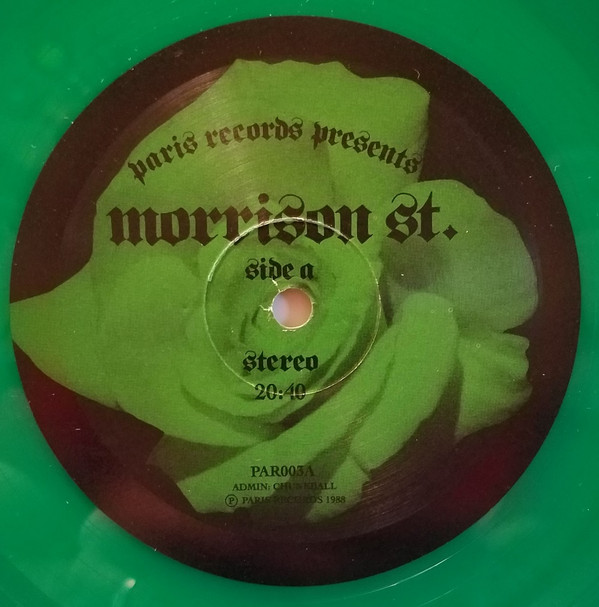 paris records presents
morrison st.
side a
stereo
20:40
PAR003A
ADMIN: CHUNKBALL
Ⓟ PARIS RECORDS 1988